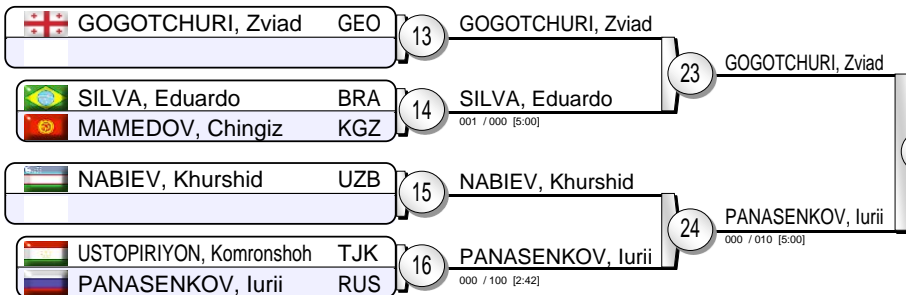 GOGOTCHURI, Zviad GEO
13
GOGOTCHURI, Zviad
SILVA, Eduardo BRA
MAMEDOV, Chingiz KGZ
14
SILVA, Eduardo
001 / 000 [5:00]
23
GOGOTCHURI, Zviad
NABIEV, Khurshid UZB
15
NABIEV, Khurshid
USTOPIRIYON, Komronshoh TJK
PANASENKOV, Iurii RUS
16
PANASENKOV, Iurii
000 / 100 [2:42]
24
PANASENKOV, Iurii
000 / 010 [5:00]